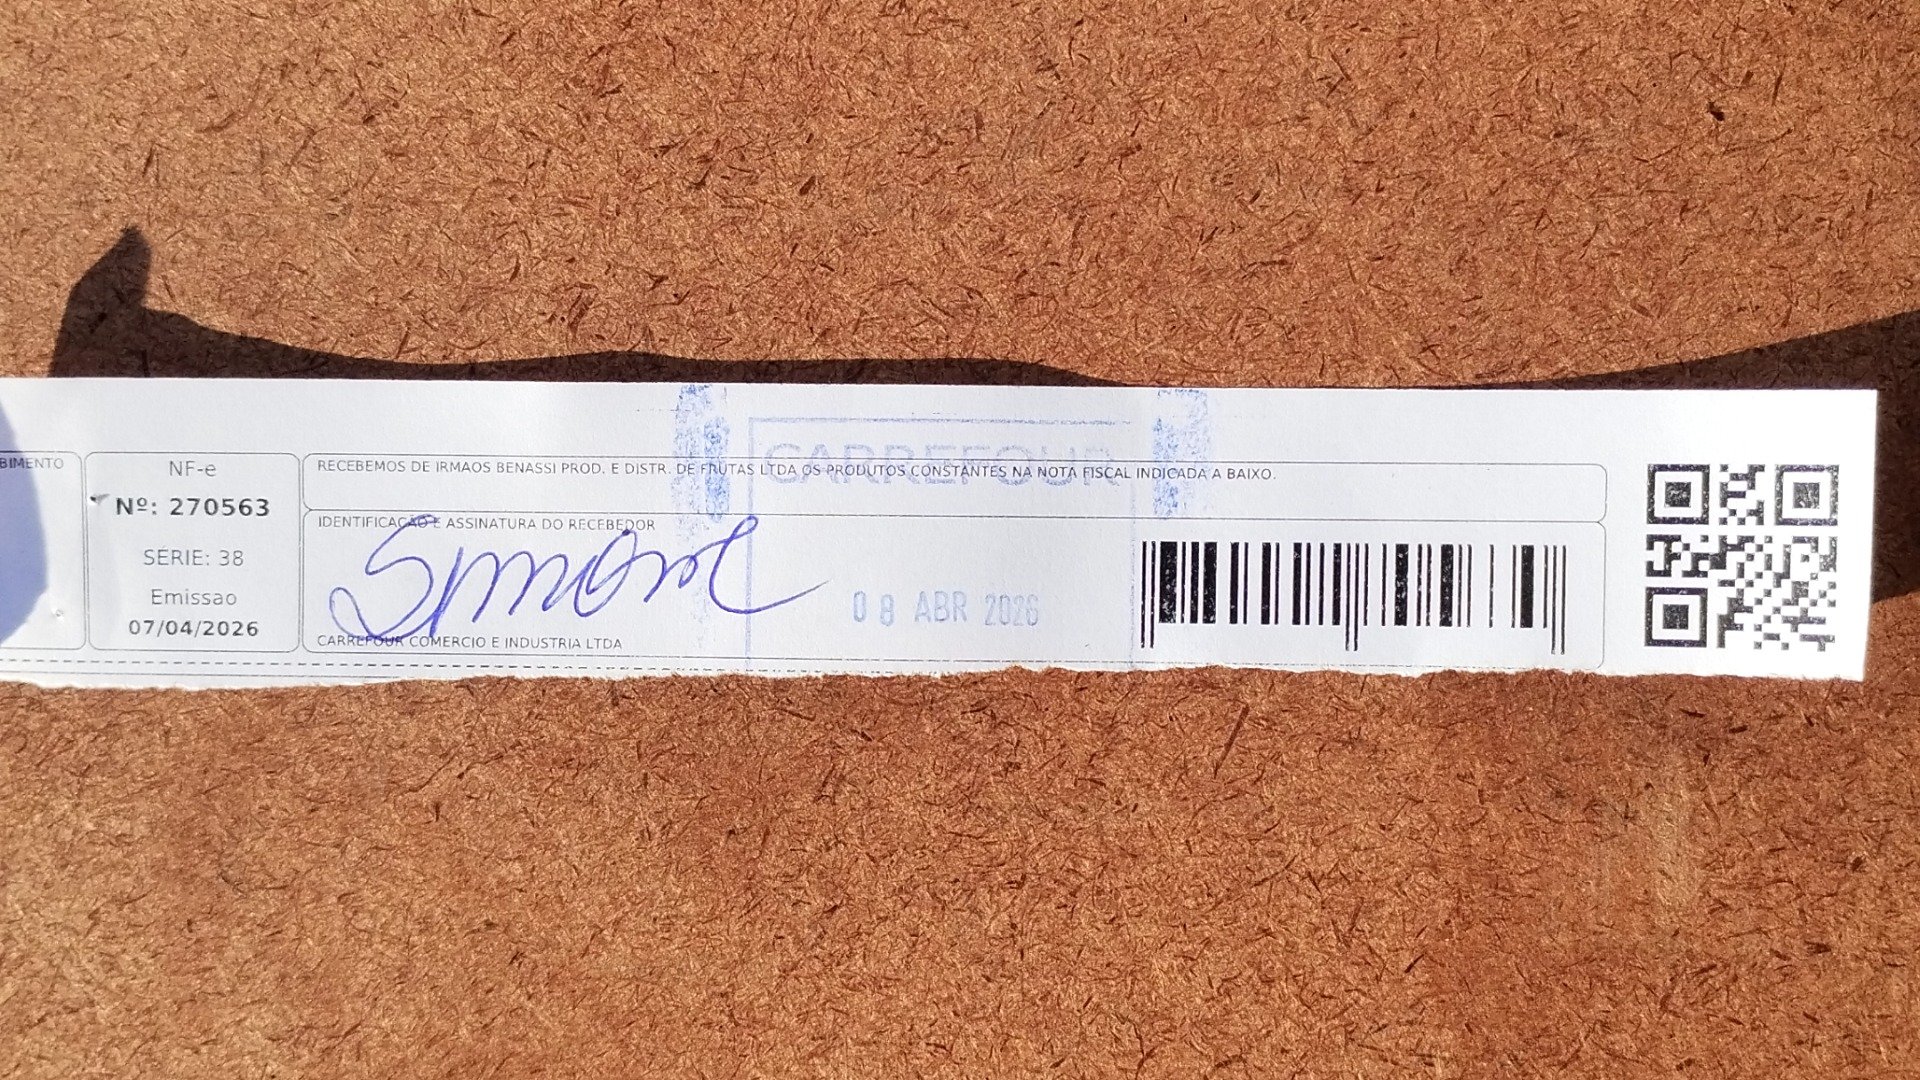 BIMENTO
NF-e
Nº: 270563
SERIE: 38
Emissao
07/04/2026
RECEBEMOS DE IRMAOS BENASSI PROD. E DISTR. DE FRUTAS LTDA OS PRODUTOS CONSTANTES NA NOTA FISCAL INDICADA A BAIXO.
CARREFOUR
IDENTIFICAÇÃO E ASSINATURA DO RECEBEDOR
Simone
08 ABR 2026
CARREFOUR COMERCIO E INDUSTRIA LTDA